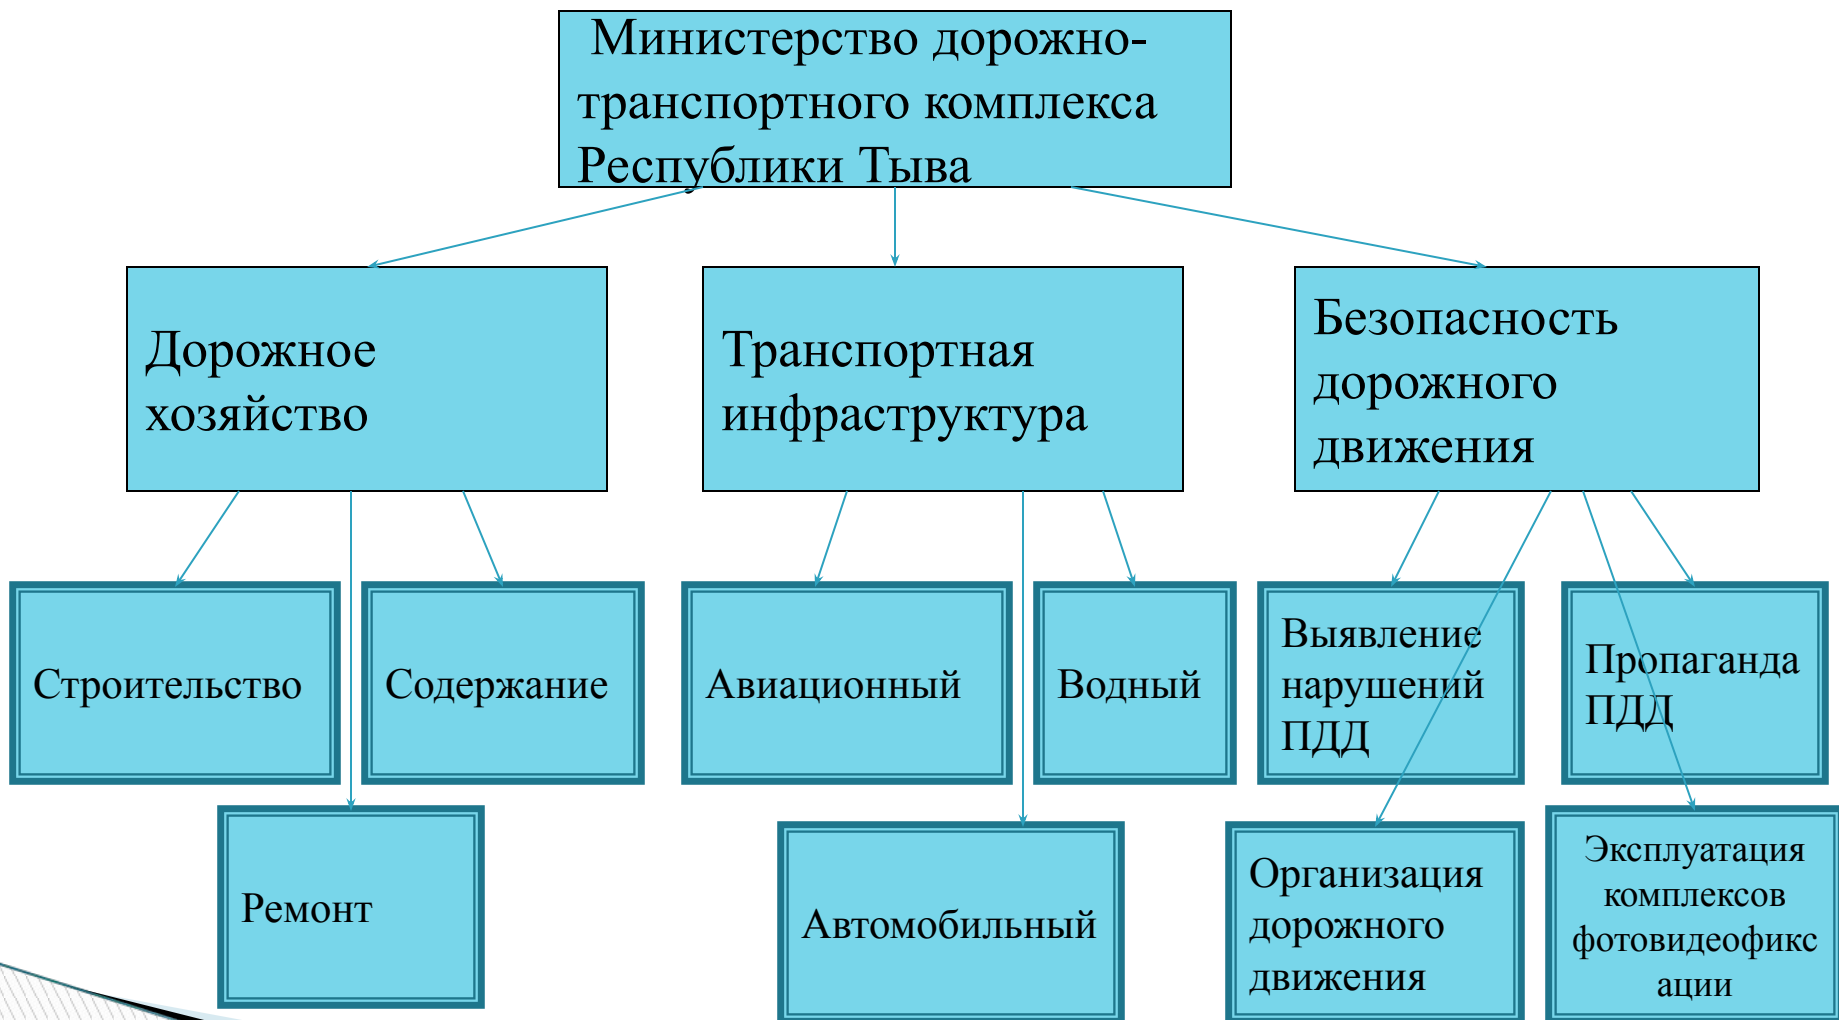 Министерство дорожно-
транспортного комплекса
Республики Тыва
Дорожное
хозяйство
Транспортная
инфраструктура
Безопасность
дорожного
движения
Строительство
Содержание
Авиационный
Водный
Выявление
нарушений
ПДД
Пропаганда
ПДД
Ремонт
Автомобильный
Организация
дорожного
движения
Эксплуатация
комплексов
фотовидеофикс
ации